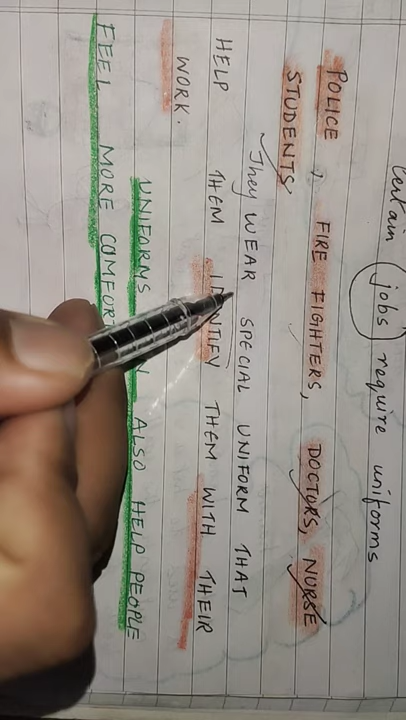 Certain jobs require uniforms
POLICE, FIRE FIGHTERS, DOCTORS, NURSE
STUDENTS
They WEAR SPECIAL UNIFORM THAT
HELP THEM IDENTIFY THEM WITH THEIR
WORK.
UNIFORMS ALSO HELP PEOPLE
FEEL MORE